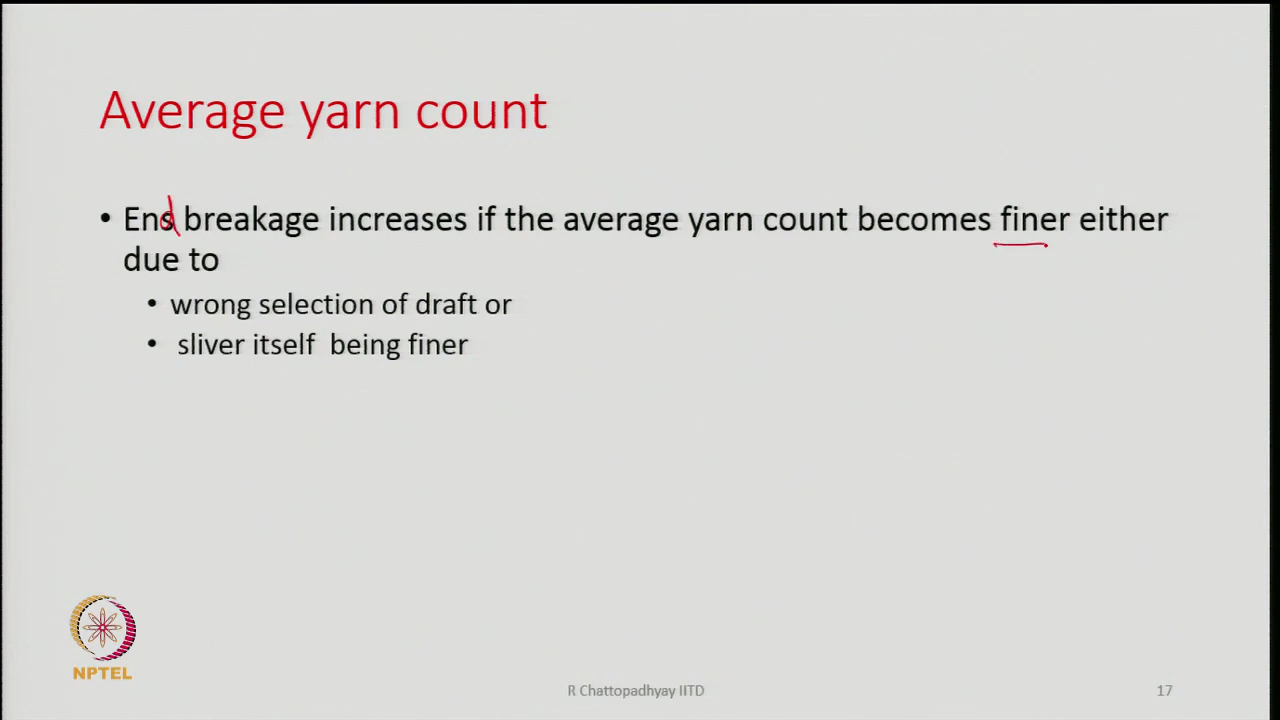 Average yarn count
• Ens breakage increases if the average yarn count becomes finer either
due to
• wrong selection of draft or
• sliver itself being finer
NPTEL
R Chattopadhyay IITD
17